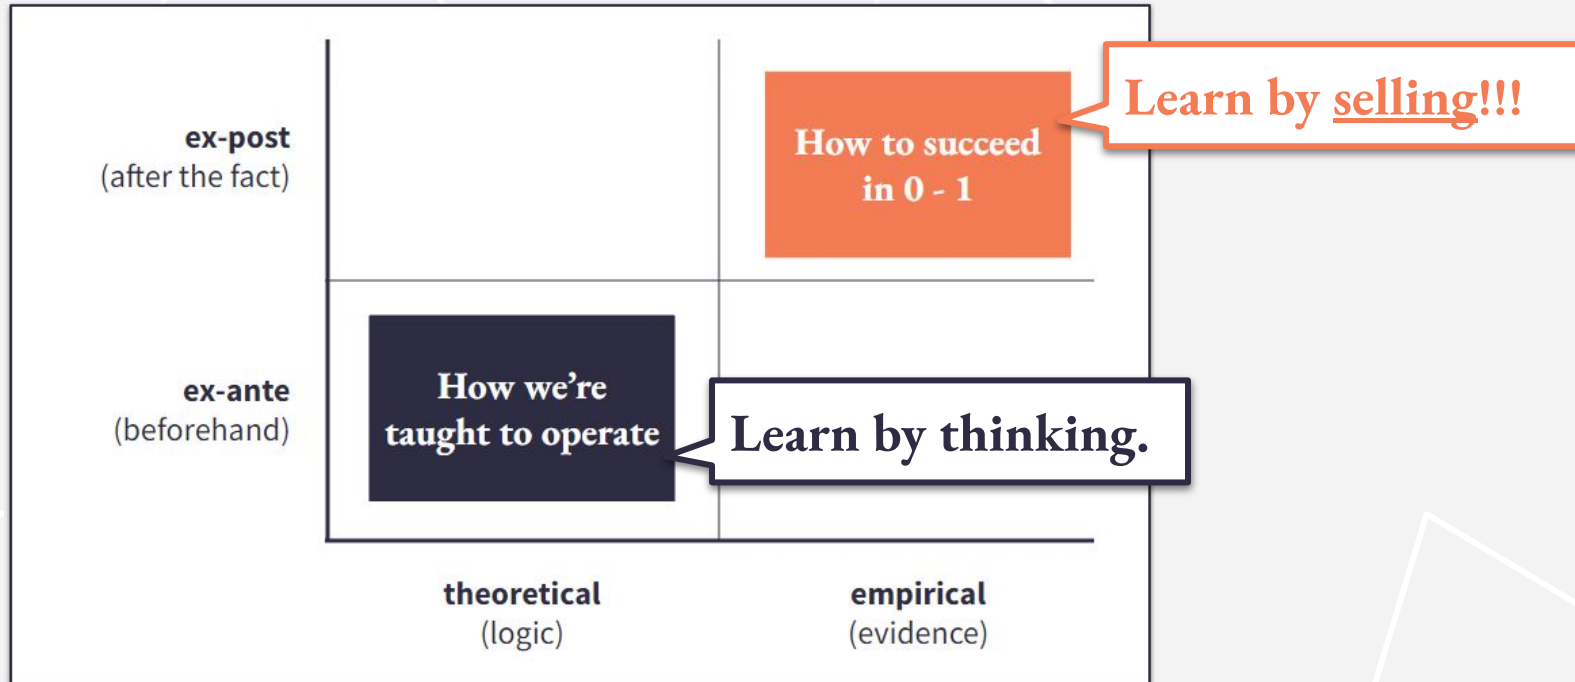 Learn by selling!!!
ex-post
(after the fact)
How to succeed
in 0 - 1
ex-ante
(beforehand)
How we’re
taught to operate
Learn by thinking.
theoretical
(logic)
empirical
(evidence)